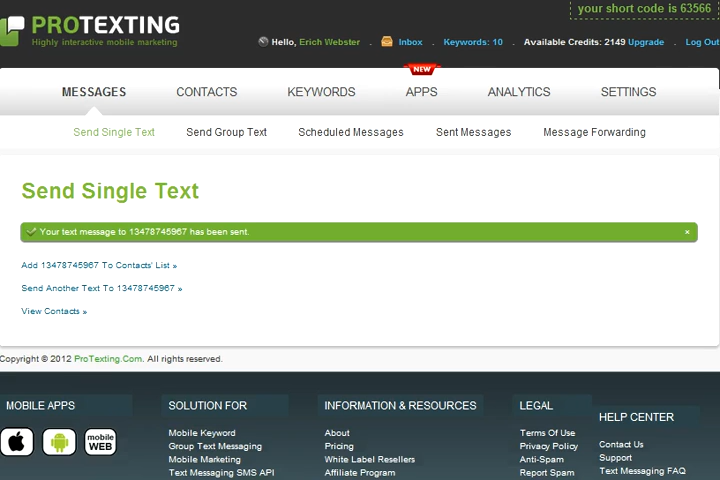 your short code is 63566
PROTEXTING
Highly interactive mobile marketing
Hello, Erich Webster . Inbox . Keywords: 10 . Available Credits: 2149 Upgrade . Log Out
NEW
MESSAGES CONTACTS KEYWORDS APPS ANALYTICS SETTINGS
Send Single Text Send Group Text Scheduled Messages Sent Messages Message Forwarding
Send Single Text
Your text message to 13478745967 has been sent. ×
Add 13478745967 To Contacts' List »
Send Another Text To 13478745967 »
View Contacts »
Copyright © 2012 ProTexting.Com. All rights reserved.
MOBILE APPS
mobile
WEB
SOLUTION FOR
Mobile Keyword
Group Text Messaging
Mobile Marketing
Text Messaging SMS API
INFORMATION & RESOURCES
About
Pricing
White Label Resellers
Affiliate Program
LEGAL
Terms Of Use
Privacy Policy
Anti-Spam
Report Spam
HELP CENTER
Contact Us
Support
Text Messaging FAQ